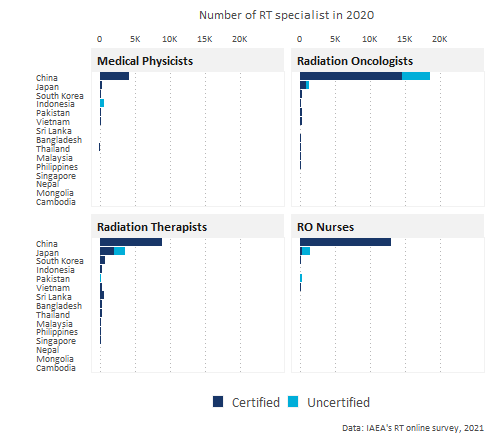 Number of RT specialist in 2020
0 5K 10K 15K 20K 0 5K 10K 15K 20K
Medical Physicists Radiation Oncologists
China
Japan
South Korea
Indonesia
Pakistan
Vietnam
Sri Lanka
Bangladesh
Thailand
Malaysia
Philippines
Singapore
Nepal
Mongolia
Cambodia
Radiation Therapists RO Nurses
China
Japan
South Korea
Indonesia
Pakistan
Vietnam
Sri Lanka
Bangladesh
Thailand
Malaysia
Philippines
Singapore
Nepal
Mongolia
Cambodia
Certified Uncertified
Data: IAEA's RT online survey, 2021